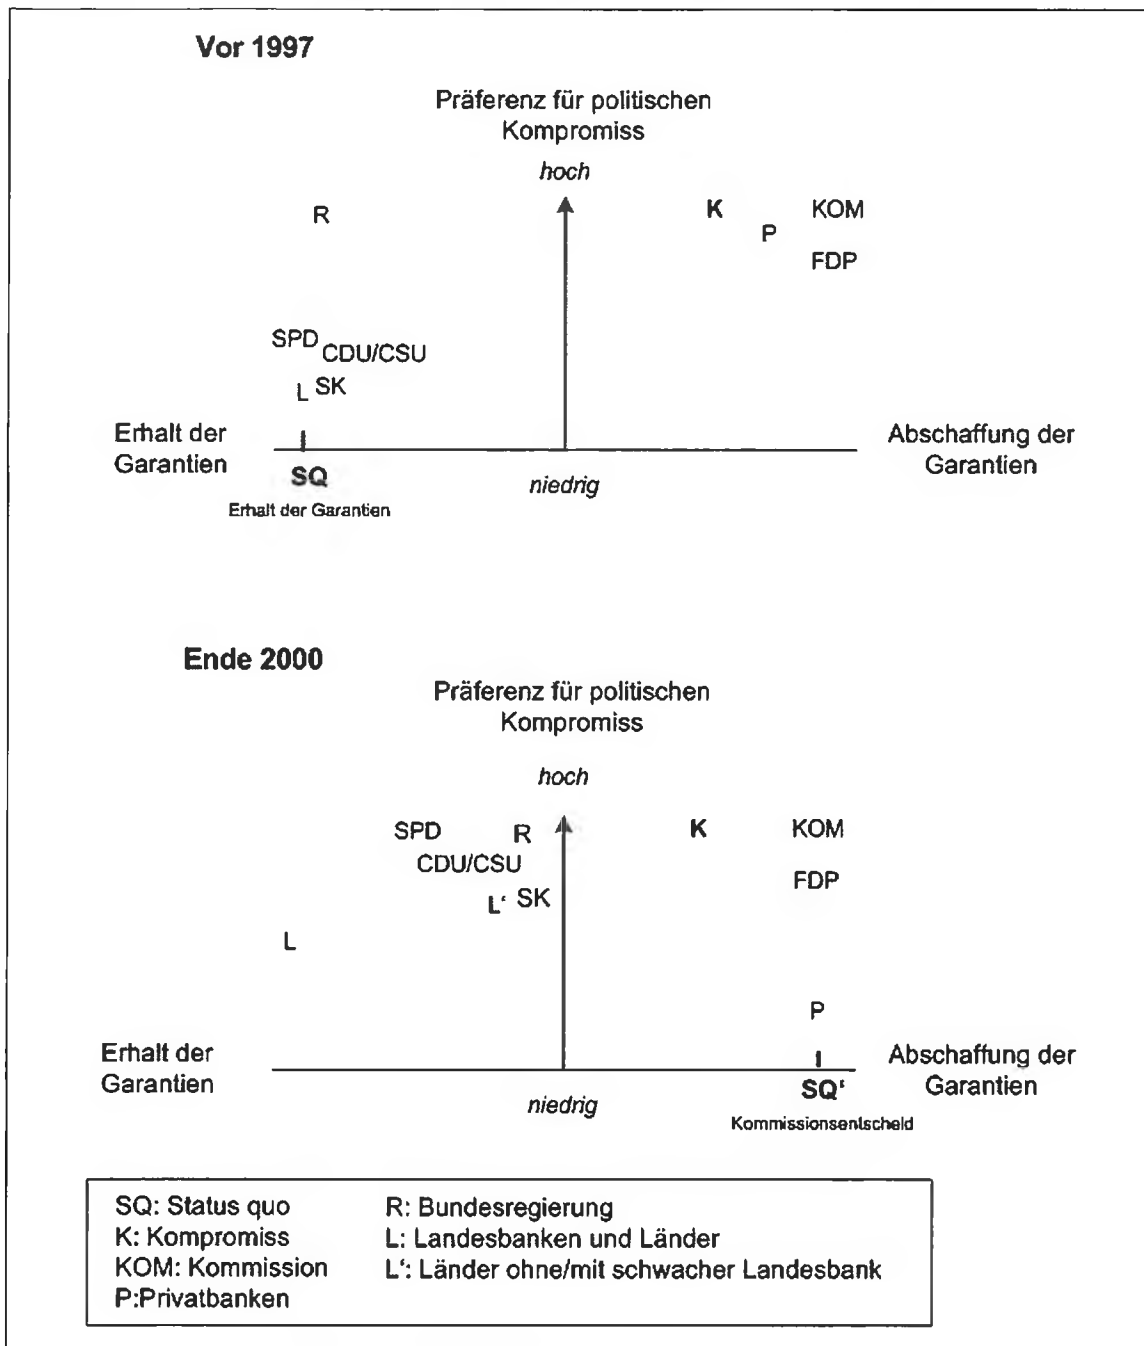 Vor 1997
Präferenz für politischen
Kompromiss
hoch
R
K
KOM
P
FDP
SPD
CDU/CSU
L SK
Erhalt der
Garantien
Abschaffung der
Garantien
SQ
niedrig
Erhalt der Garantien
Ende 2000
Präferenz für politischen
Kompromiss
hoch
SPD
R
K
KOM
CDU/CSU
FDP
L‘ SK
L
P
Erhalt der
Garantien
Abschaffung der
Garantien
SQ‘
niedrig
Kommissionsentscheid
SQ: Status quo
R: Bundesregierung
K: Kompromiss
L: Landesbanken und Länder
KOM: Kommission
L‘: Länder ohne/mit schwacher Landesbank
P:Privatbanken